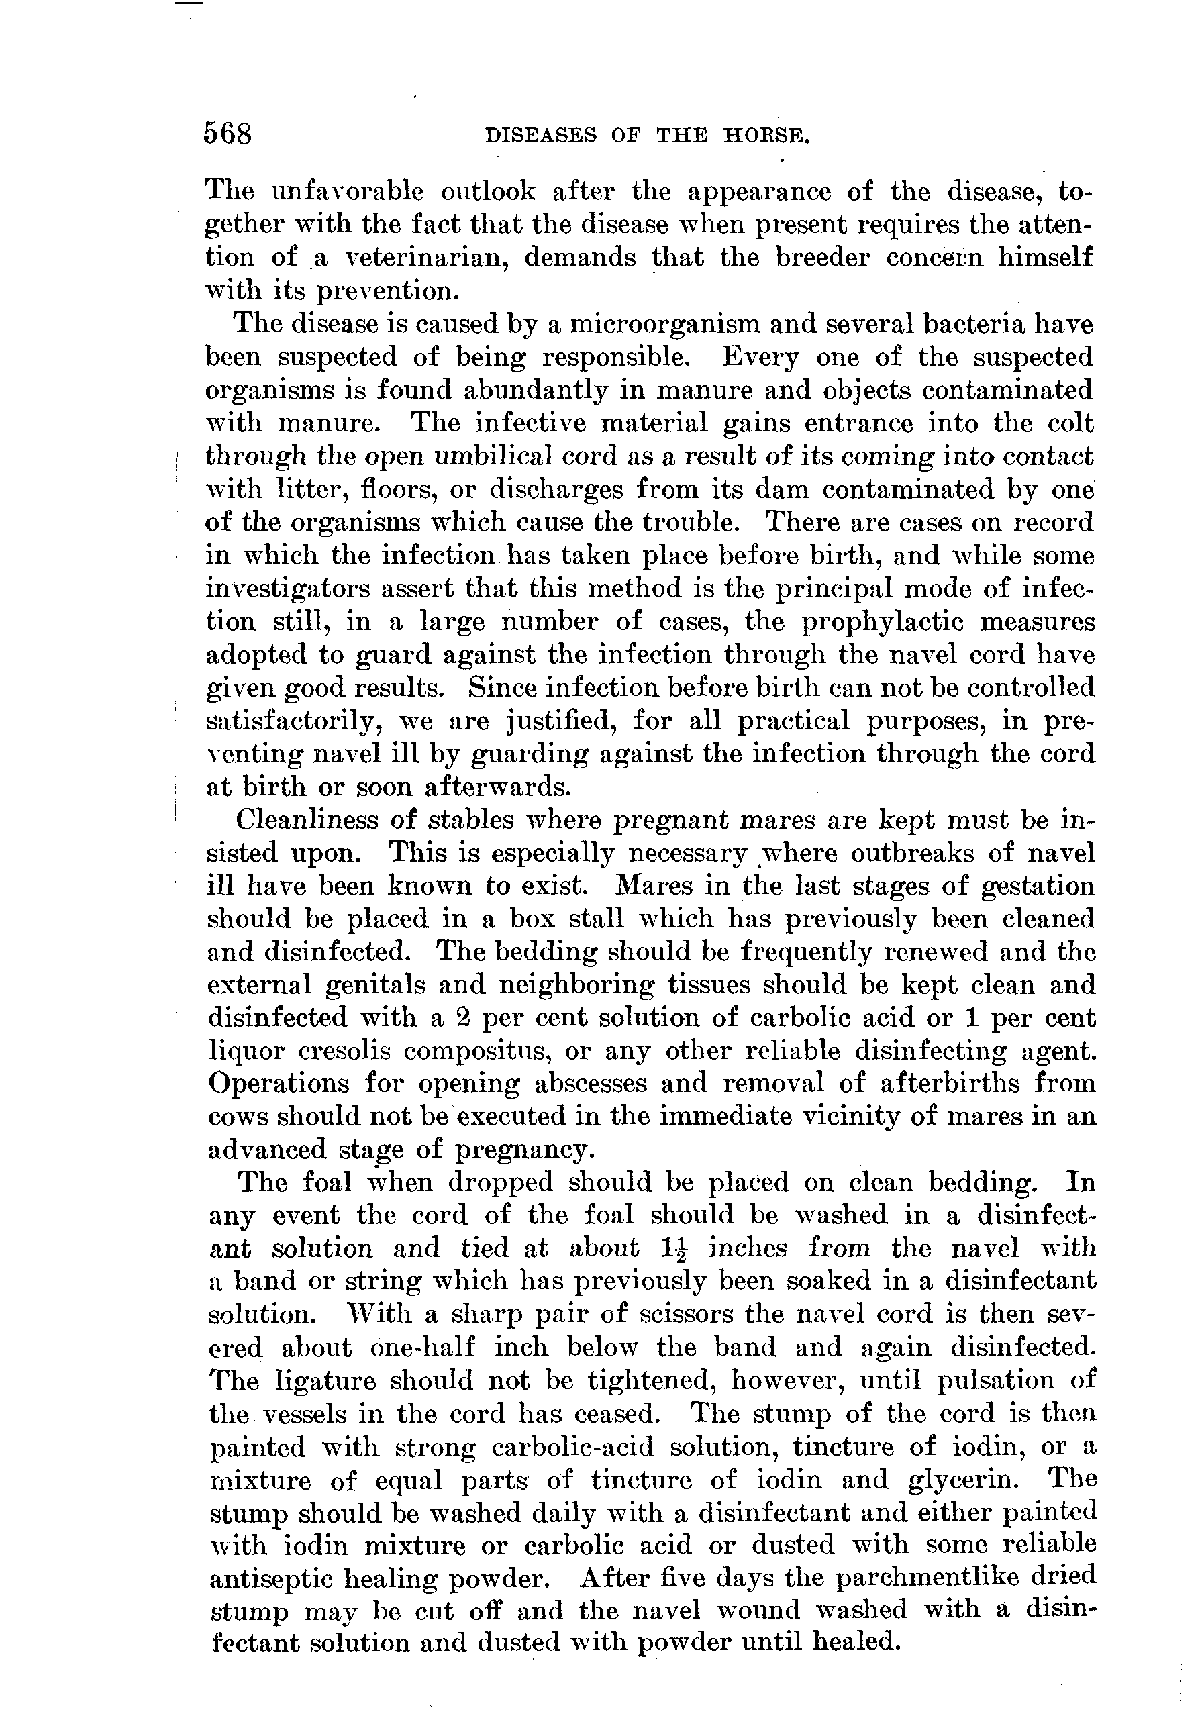 568 DISEASES OF THE HORSE.
The unfavorable outlook after the appearance of the disease, to-
gether with the fact that the disease when present requires the atten-
tion of a veterinarian, demands that the breeder concern himself
with its prevention.
The disease is caused by a microorganism and several bacteria have
been suspected of being responsible. Every one of the suspected
organisms is found abundantly in manure and objects contaminated
with manure. The infective material gains entrance into the colt
through the open umbilical cord as a result of its coming into contact
with litter, floors, or discharges from its dam contaminated by one
of the organisms which cause the trouble. There are cases on record
in which the infection has taken place before birth, and while some
investigators assert that this method is the principal mode of infec-
tion still, in a large number of cases, the prophylactic measures
adopted to guard against the infection through the navel cord have
given good results. Since infection before birth can not be controlled
satisfactorily, we are justified, for all practical purposes, in pre-
venting navel ill by guarding against the infection through the cord
at birth or soon afterwards.
Cleanliness of stables where pregnant mares are kept must be in-
sisted upon. This is especially necessary where outbreaks of navel
ill have been known to exist. Mares in the last stages of gestation
should be placed in a box stall which has previously been cleaned
and disinfected. The bedding should be frequently renewed and the
external genitals and neighboring tissues should be kept clean and
disinfected with a 2 per cent solution of carbolic acid or 1 per cent
liquor cresolis compositus, or any other reliable disinfecting agent.
Operations for opening abscesses and removal of afterbirths from
cows should not be executed in the immediate vicinity of mares in an
advanced stage of pregnancy.
The foal when dropped should be placed on clean bedding. In
any event the cord of the foal should be washed in a disinfect-
ant solution and tied at about 1½ inches from the navel with
a band or string which has previously been soaked in a disinfectant
solution. With a sharp pair of scissors the navel cord is then sev-
ered about one-half inch below the band and again disinfected.
The ligature should not be tightened, however, until pulsation of
the vessels in the cord has ceased. The stump of the cord is then
painted with strong carbolic-acid solution, tincture of iodin, or a
mixture of equal parts of tincture of iodin and glycerin. The
stump should be washed daily with a disinfectant and either painted
with iodin mixture or carbolic acid or dusted with some reliable
antiseptic healing powder. After five days the parchmentlike dried
stump may be cut off and the navel wound washed with a disin-
fectant solution and dusted with powder until healed.